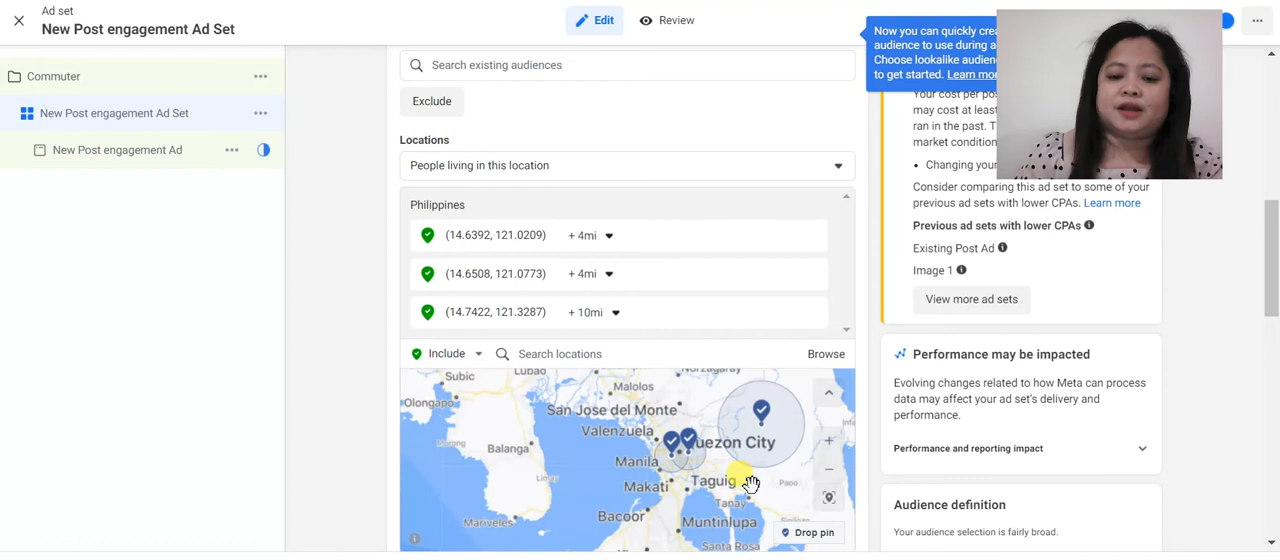 Ad set
New Post engagement Ad Set
Edit
Review
Commuter
New Post engagement Ad Set
New Post engagement Ad
Search existing audiences
Exclude
Locations
People living in this location
Philippines
(14.6392, 121.0209) + 4mi
(14.6508, 121.0773) + 4mi
(14.7422, 121.3287) + 10mi
Include
Search locations
Browse
Subic
Lubao
Norzagaray
Olongapo
Malolos
San Jose del Monte
Valenzuela
Balanga
Quezon City
Manila
Limay
Makati
Taguig
Paou
Tanay
Mariveles
Bacoor
Muntinlupa
Santa Rosa
Drop pin
Now you can quickly
audience to use during
Choose lookalike
to get started. Learn
Your cost per
may cost at least
ran in the past.
market
Changing your
Consider comparing this ad set to some of your
previous ad sets with lower CPAs. Learn more
Previous ad sets with lower CPAs
Existing Post Ad
Image 1
View more ad sets
Performance may be impacted
Evolving changes related to how Meta can process
data may affect your ad set's delivery and
performance.
Performance and reporting impact
Audience definition
Your audience selection is fairly broad.